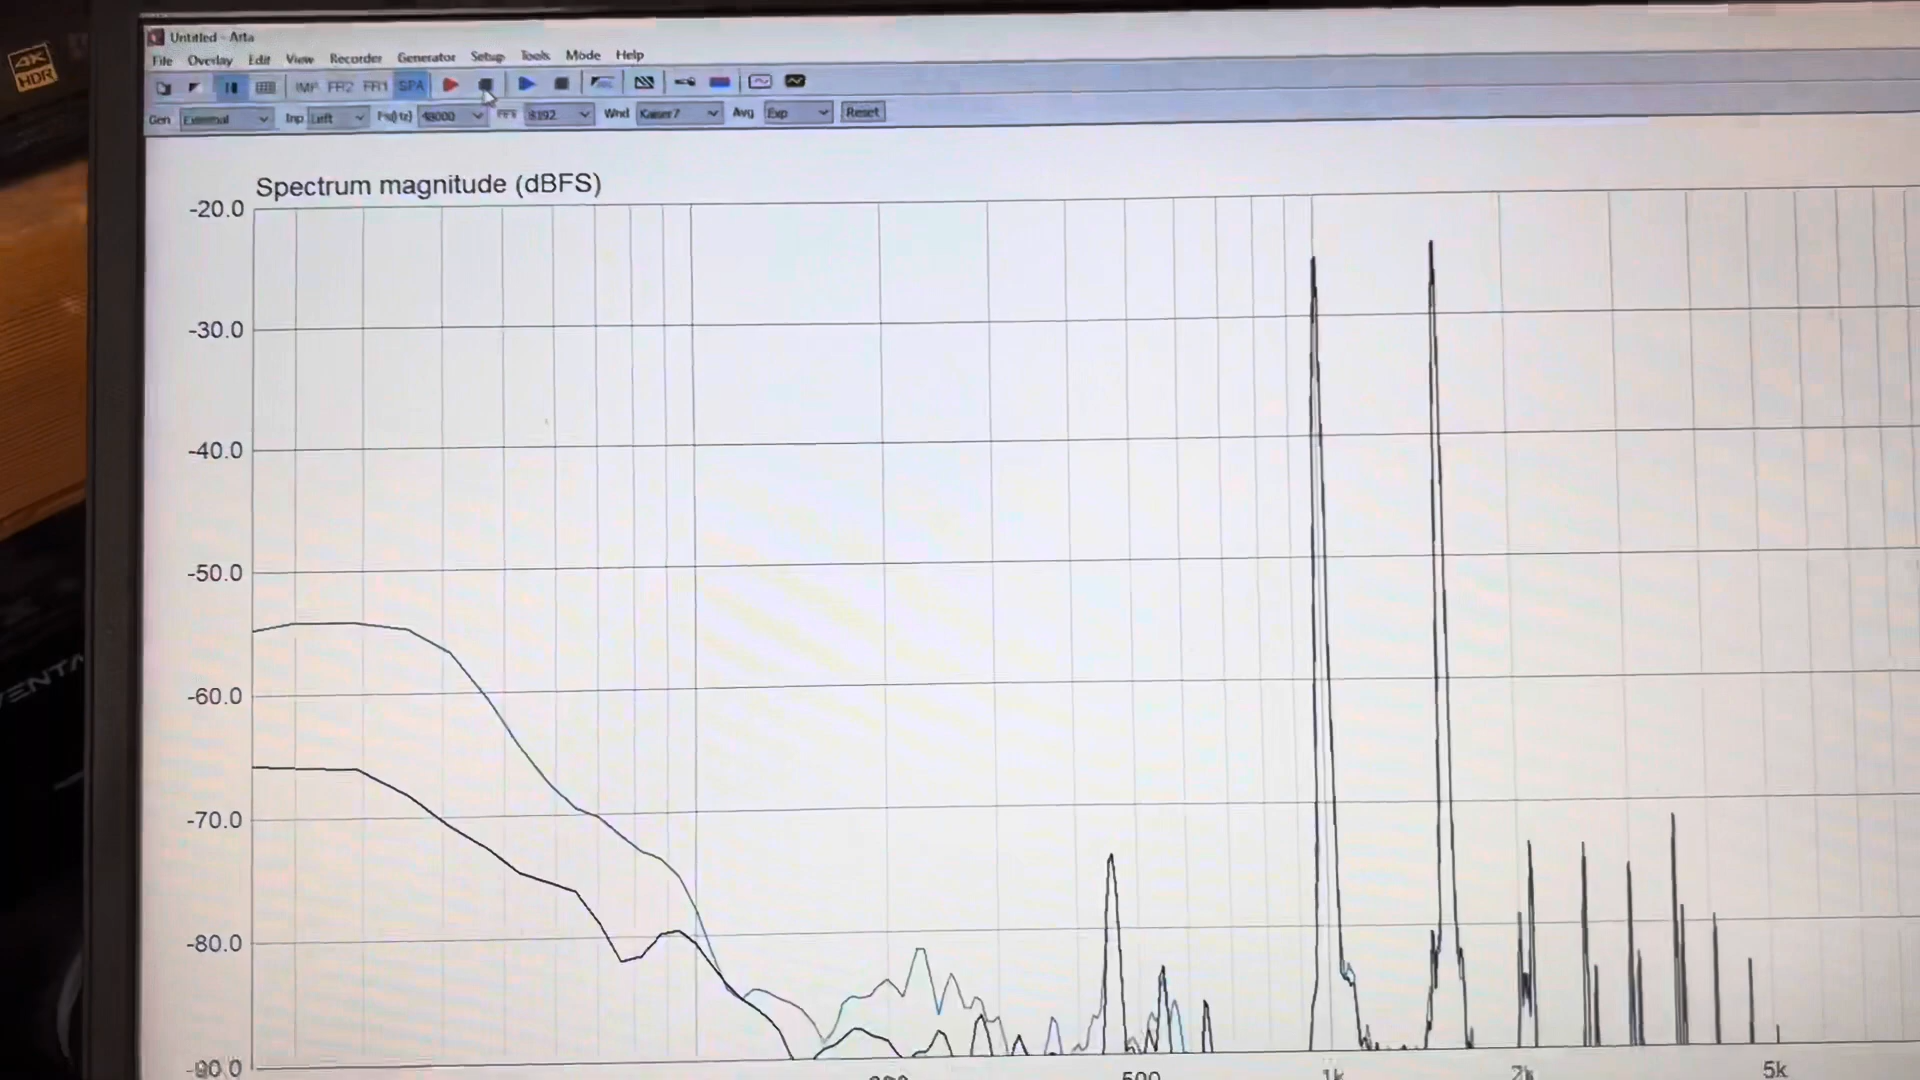 4K
HDR
Untitled - Arta
File Overlay Edit View Recorder Generator Setup Tools Mode Help
IMP FR2 FR1 SPA
Gen External Inp Left Fs(Hz) 48000 FFT 8192 Wnd Kaiser7 Avg Exp Reset
Spectrum magnitude (dBFS)
-20.0
-30.0
-40.0
-50.0
-60.0
-70.0
-80.0
-90.0
500 1k 2k 5k